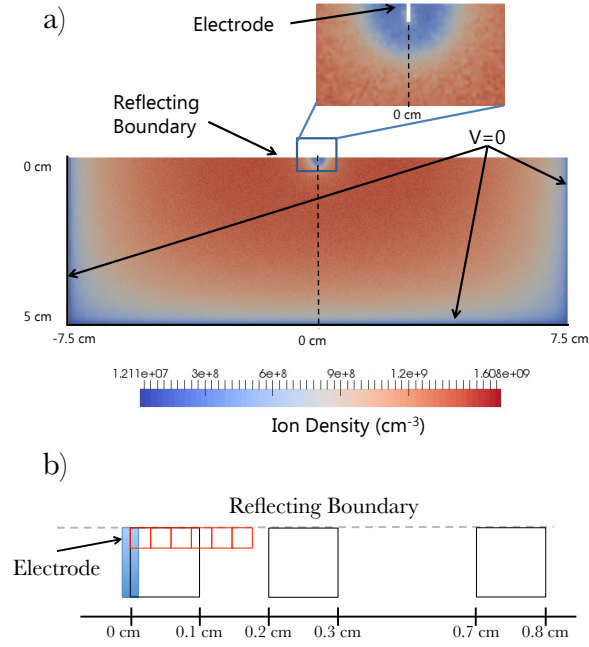 a)
Electrode
0 cm
Reflecting
Boundary
V=0
0 cm
5 cm
-7.5 cm
0 cm
7.5 cm
1.211e+07 3e+8 6e+8 9e+8 1.2e+9 1.608e+09
Ion Density (cm-3)
b)
Reflecting Boundary
Electrode
0 cm
0.1 cm
0.2 cm
0.3 cm
0.7 cm
0.8 cm